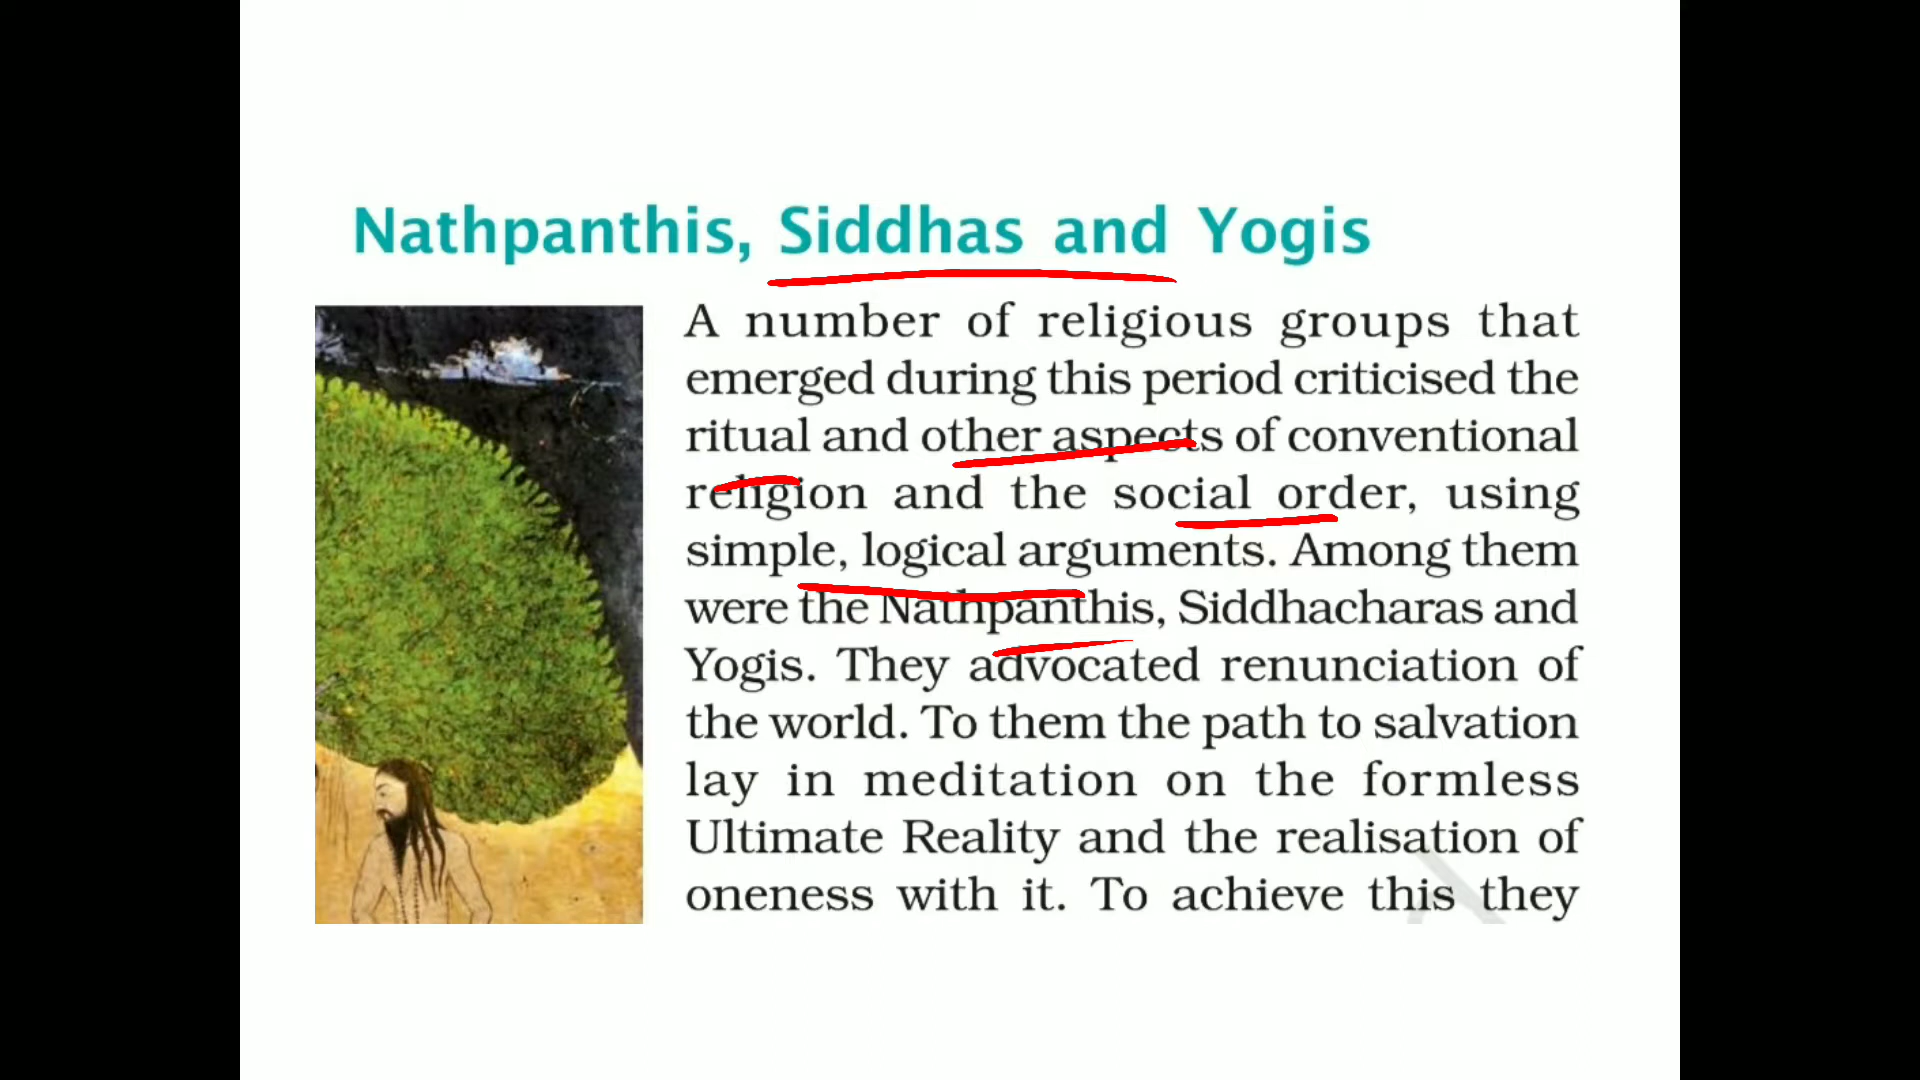 Nathpanthis, Siddhas and Yogis
A number of religious groups that
emerged during this period criticised the
ritual and other aspects of conventional
religion and the social order, using
simple, logical arguments. Among them
were the Nathpanthis, Siddhacharas and
Yogis. They advocated renunciation of
the world. To them the path to salvation
lay in meditation on the formless
Ultimate Reality and the realisation of
oneness with it. To achieve this they